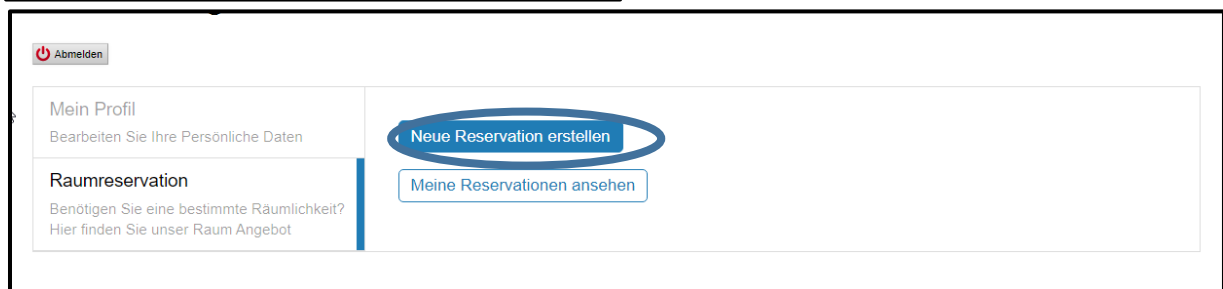 Abmelden
Mein Profil
Bearbeiten Sie Ihre Persönliche Daten
Neue Reservation erstellen
Raumreservation
Benötigen Sie eine bestimmte Räumlichkeit?
Hier finden Sie unser Raum Angebot
Meine Reservationen ansehen